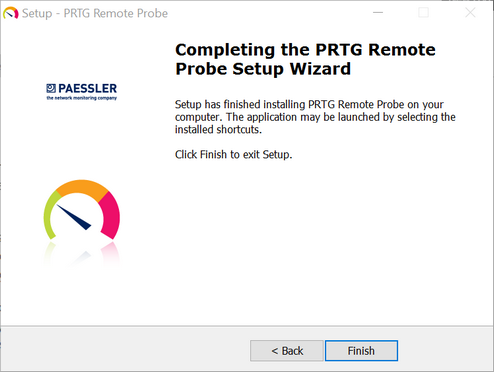 Setup - PRTG Remote Probe
Completing the PRTG Remote
Probe Setup Wizard
PAESSLER
the network monitoring company
Setup has finished installing PRTG Remote Probe on your
computer. The application may be launched by selecting the
installed shortcuts.
Click Finish to exit Setup.
< Back
Finish